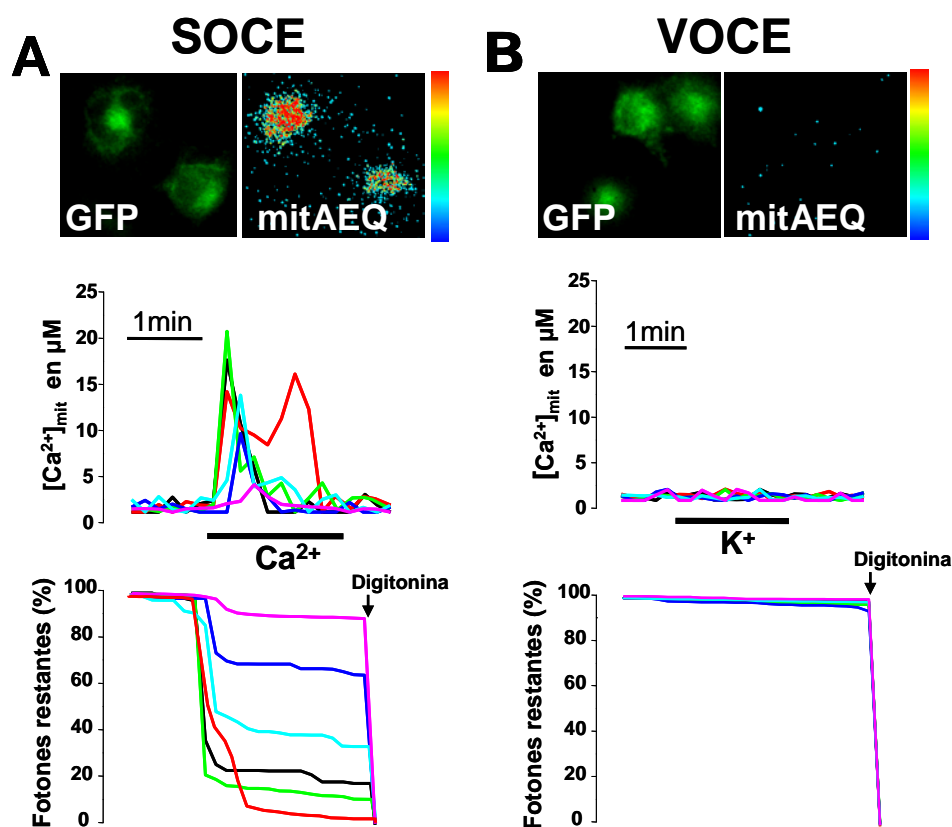 A
SOCE
GFP
mitAEQ
25
20
15
10
5
0
[Ca²⁺]mit en µM
1min
Ca²⁺
100
80
60
40
20
0
Fotones restantes (%)
Digitonina
B
VOCE
GFP
mitAEQ
25
20
15
10
5
0
[Ca²⁺]mit en µM
1min
K⁺
100
80
60
40
20
0
Fotones restantes (%)
Digitonina